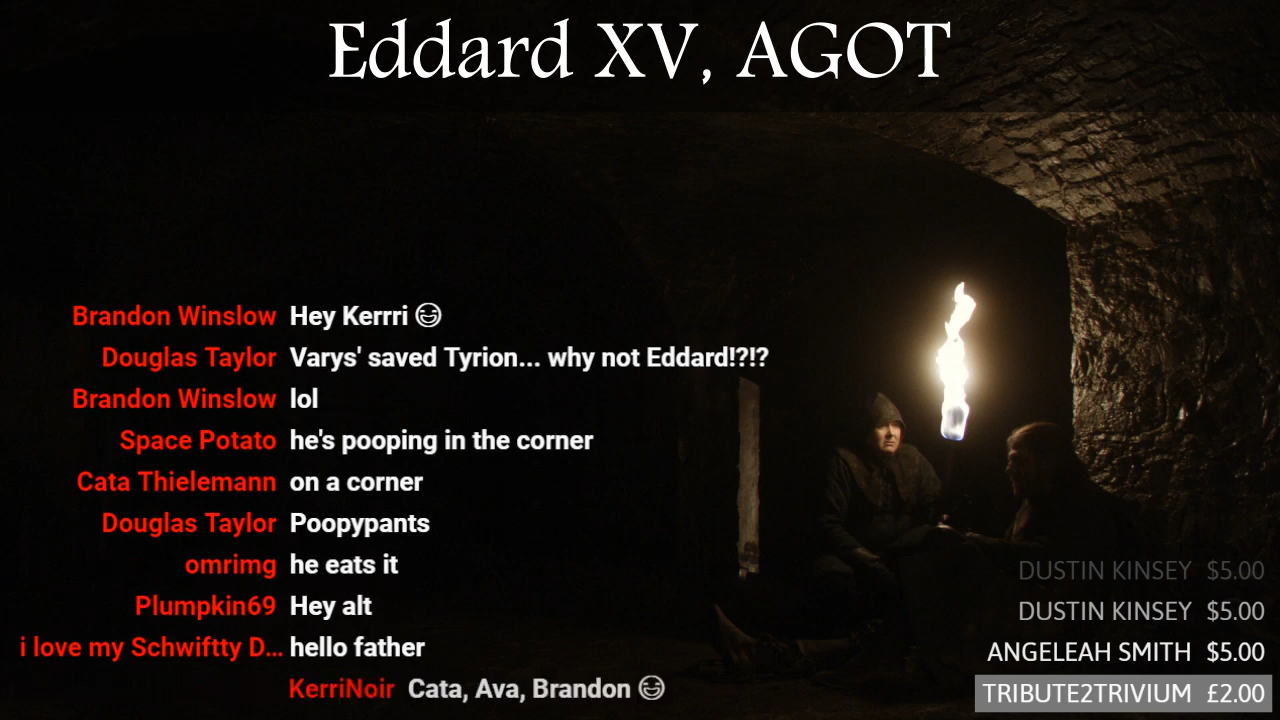 Eddard XV, AGOT
Brandon Winslow Hey Kerrri 😄
Douglas Taylor Varys' saved Tyrion... why not Eddard!?!?
Brandon Winslow lol
Space Potato he's pooping in the corner
Cata Thielemann on a corner
Douglas Taylor Poopypants
omrimg he eats it
Plumpkin69 Hey alt
i love my Schwiftty D... hello father
KerriNoir Cata, Ava, Brandon 😄
DUSTIN KINSEY $5.00
DUSTIN KINSEY $5.00
ANGELEAH SMITH $5.00
TRIBUTE2TRIVIUM £2.00